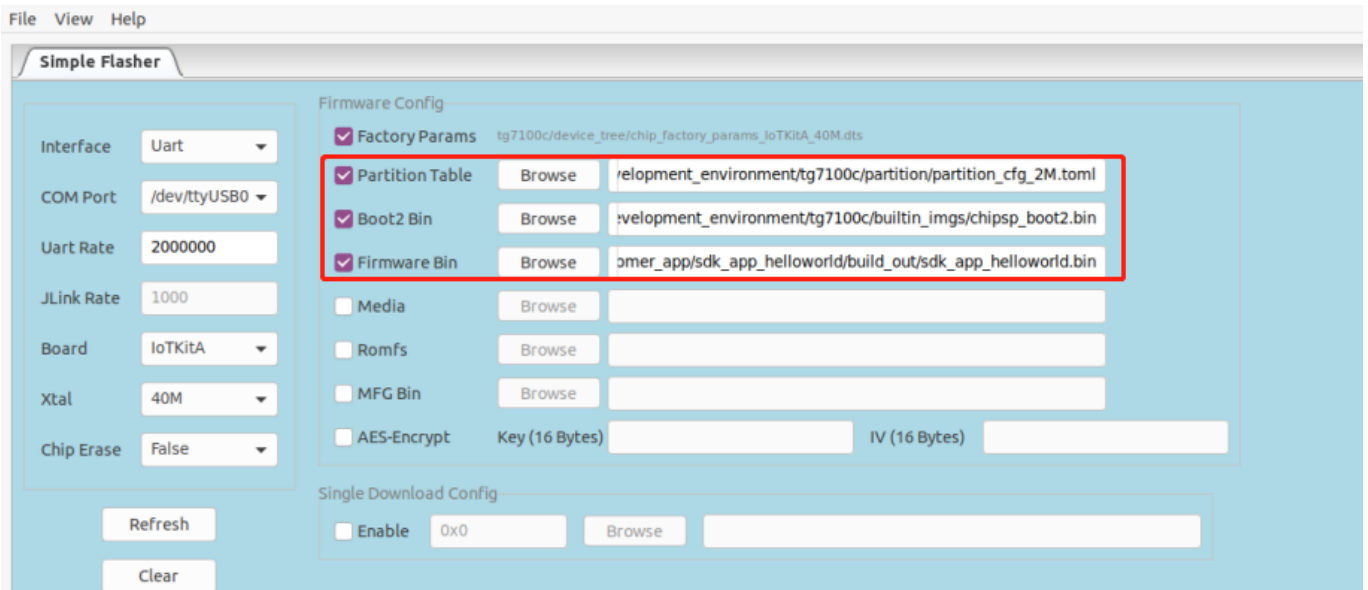 File View Help
Simple Flasher
Interface Uart
COM Port /dev/ttyUSB0
Uart Rate 2000000
JLink Rate 1000
Board IoTKitA
Xtal 40M
Chip Erase False
Refresh
Clear
Firmware Config
Factory Params tg7100c/device_tree/chip_factory_params_IoTKitA_40M.dts
Partition Table Browse velopment_environment/tg7100c/partition/partition_cfg_2M.toml
Boot2 Bin Browse evelopment_environment/tg7100c/builtin_imgs/chipsp_boot2.bin
Firmware Bin Browse omer_app/sdk_app_helloworld/build_out/sdk_app_helloworld.bin
Media Browse
Romfs Browse
MFG Bin Browse
AES-Encrypt Key (16 Bytes) IV (16 Bytes)
Single Download Config
Enable 0x0 Browse